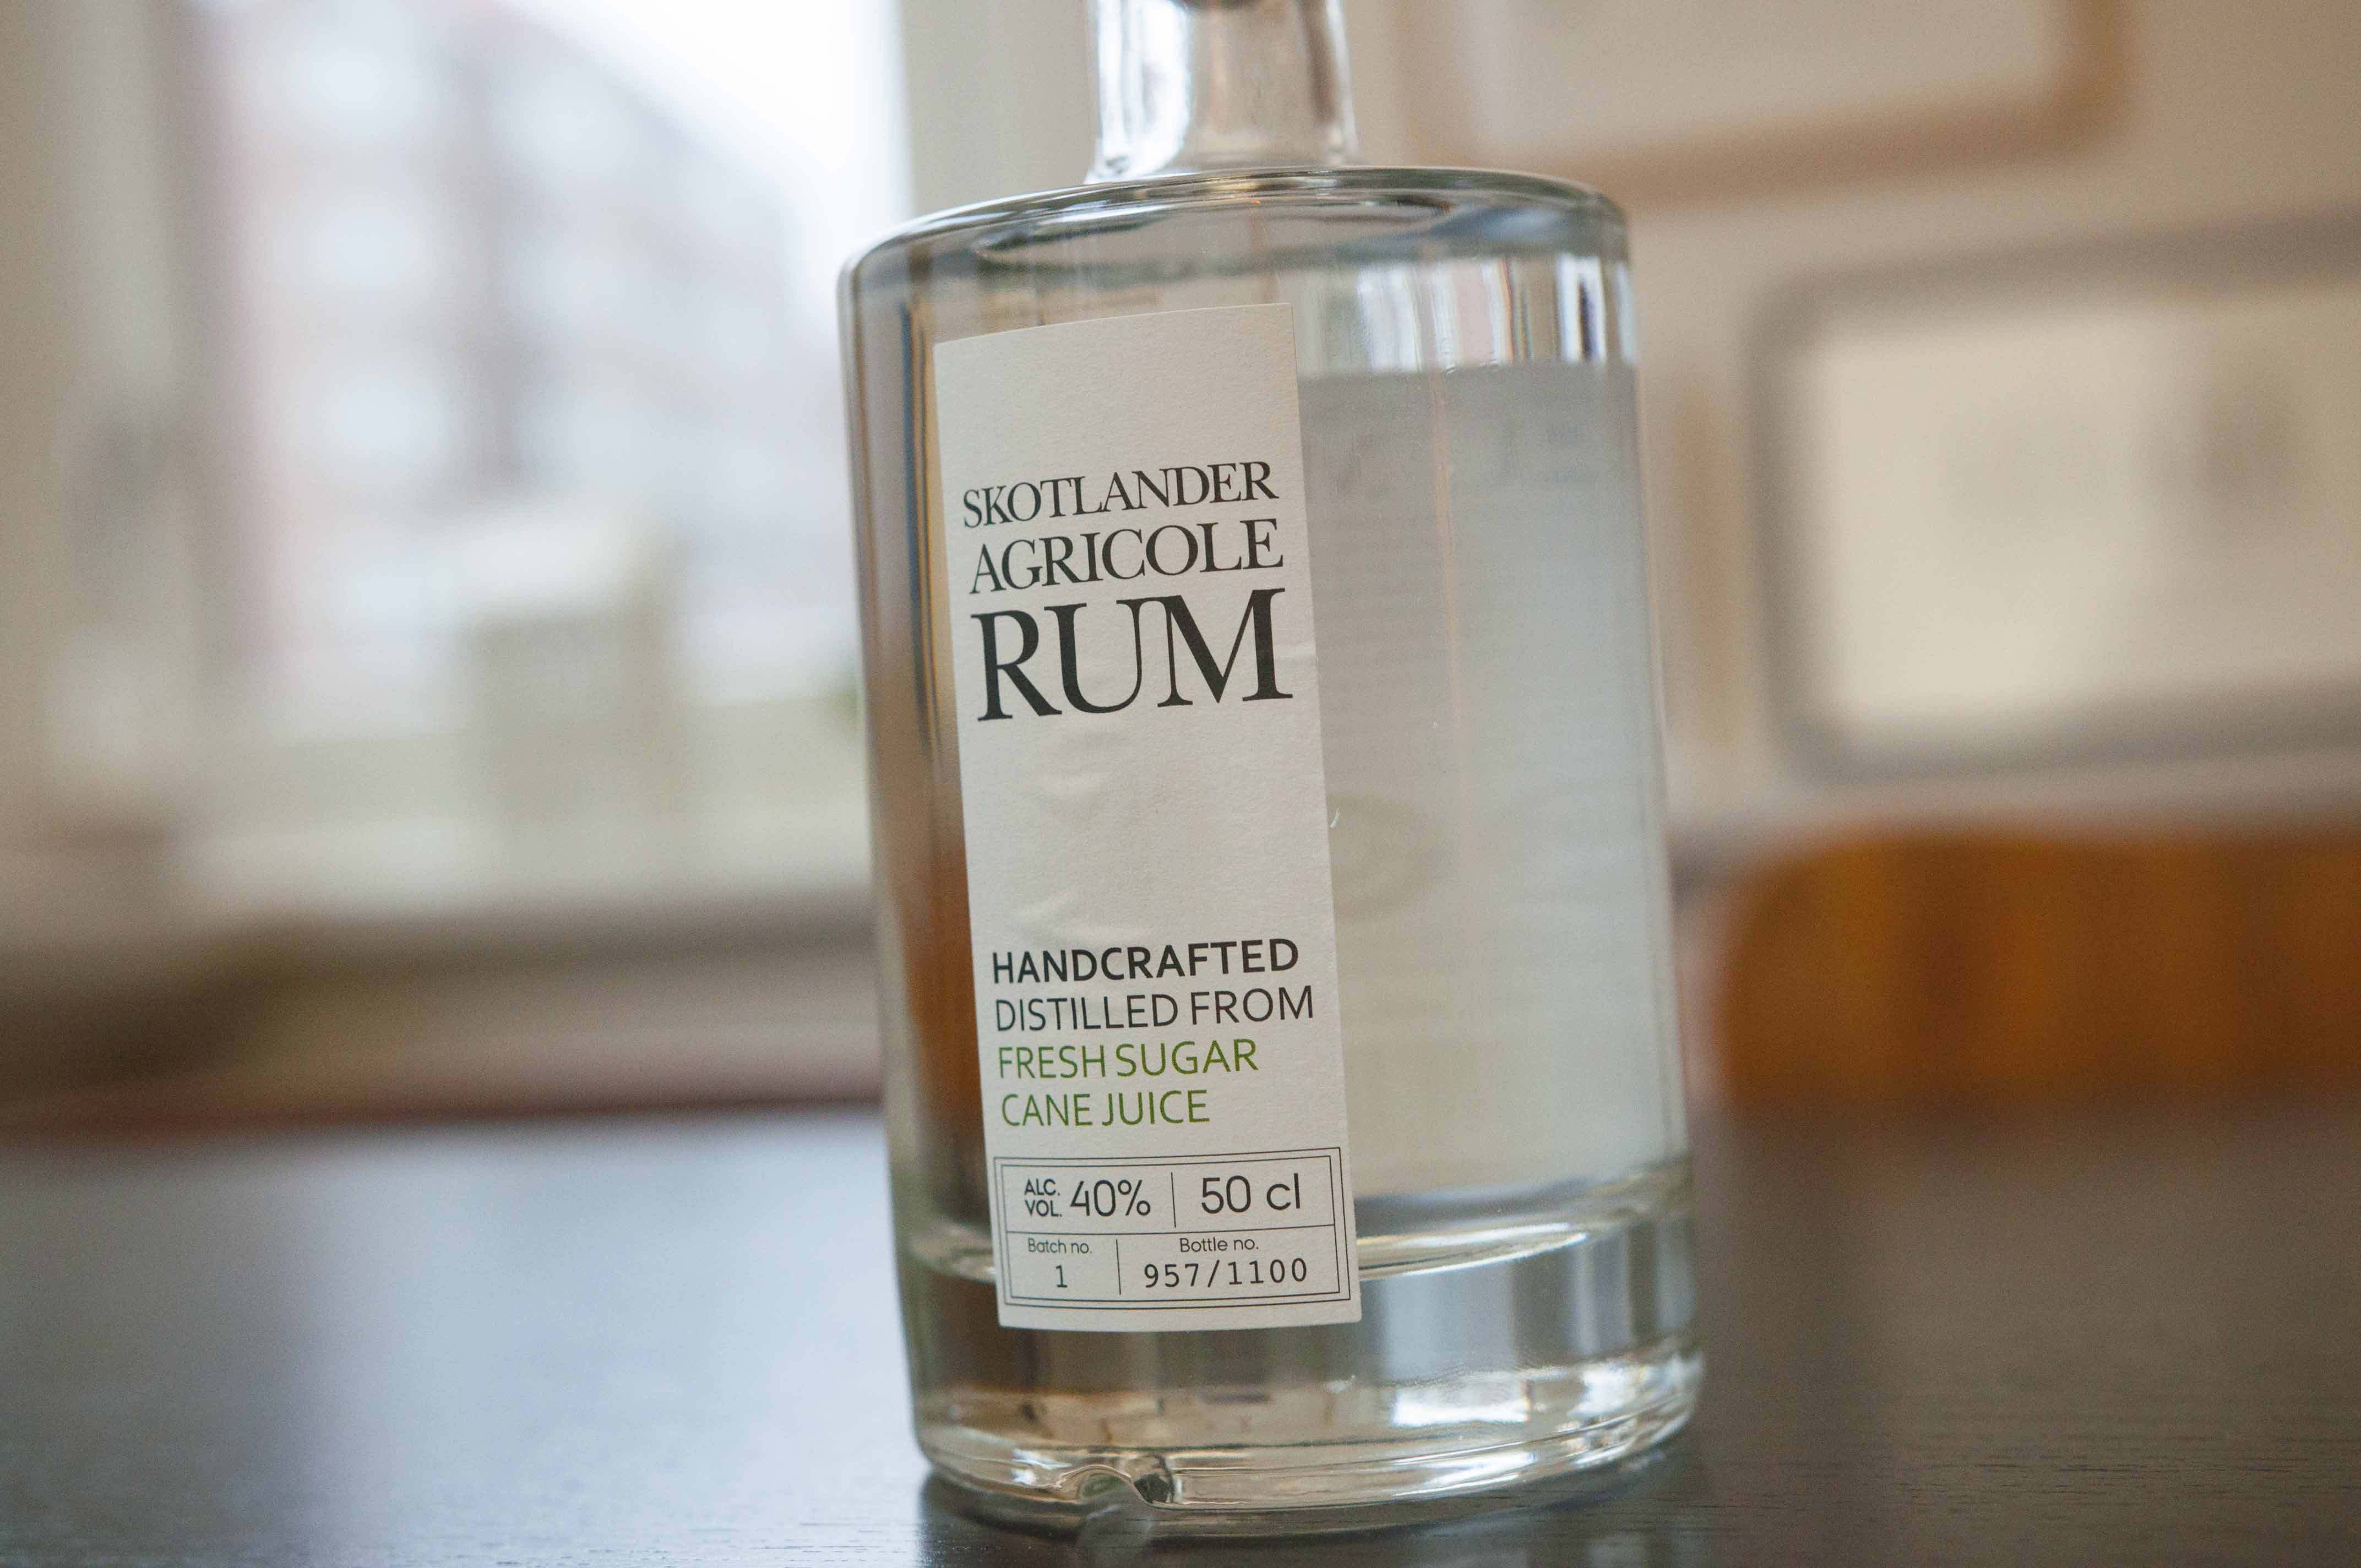 SKOTLANDER
AGRICOLE
RUM
HANDCRAFTED
DISTILLED FROM
FRESH SUGAR
CANE JUICE
ALC. VOL. 40% 50 cl
Batch no. Bottle no.
1 957/1100